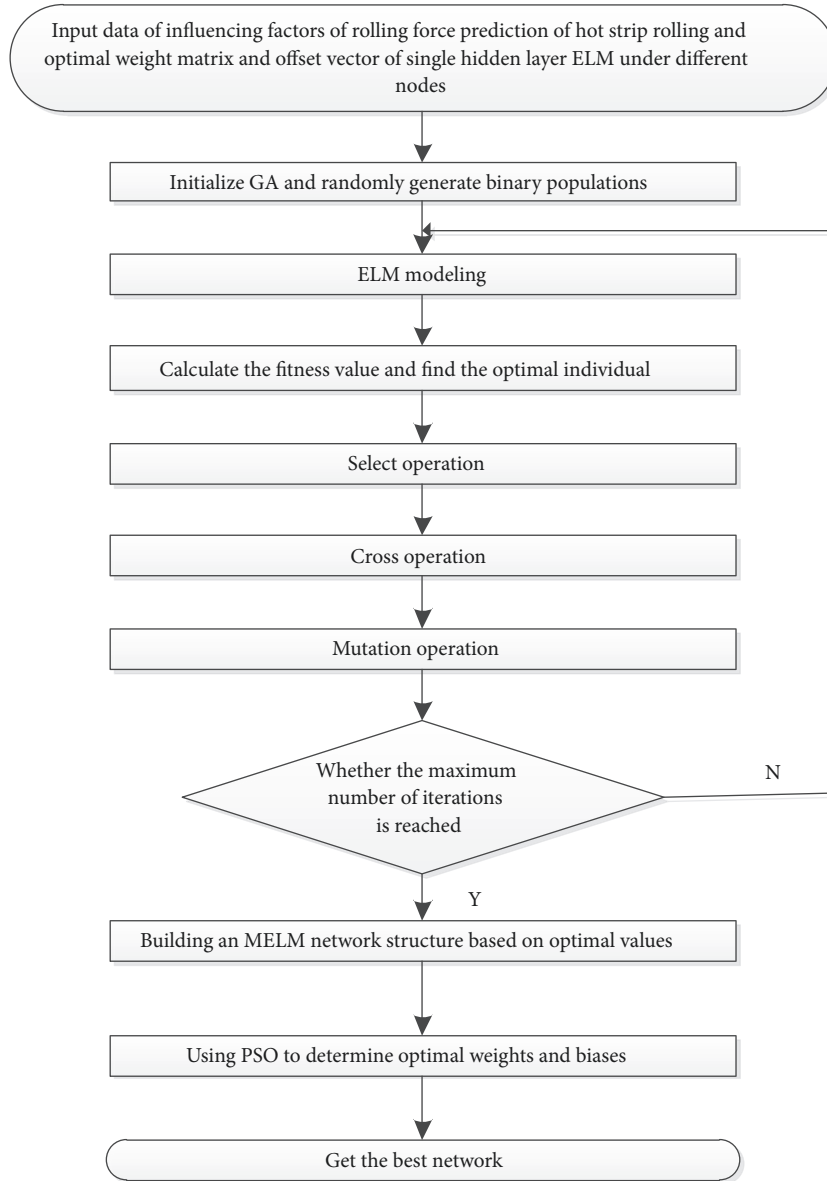 Input data of influencing factors of rolling force prediction of hot strip rolling and
optimal weight matrix and offset vector of single hidden layer ELM under different
nodes
Initialize GA and randomly generate binary populations
ELM modeling
Calculate the fitness value and find the optimal individual
Select operation
Cross operation
Mutation operation
Whether the maximum
number of iterations
is reached
N
Y
Building an MELM network structure based on optimal values
Using PSO to determine optimal weights and biases
Get the best network